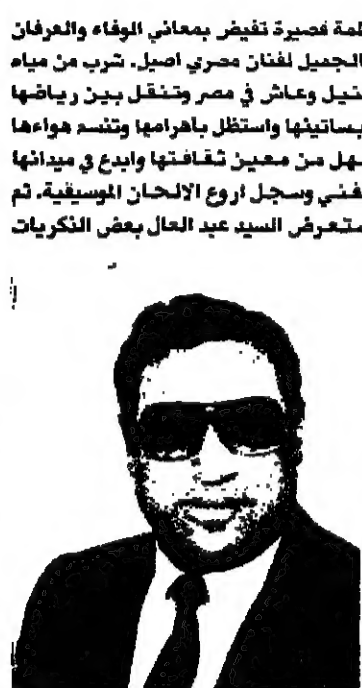 لمة قصيرة تفيض بمعاني الوفاء والعرفان
الجميل لفنان مصري اصيل. شرب من مياه
نيل وعاش في مصر وتنقل بين رياضها
بساتينها واستظل بأهرامها وتنسم هواءها
نهل من معين ثقافتها وابدع في ميدانها
فني وسجل اروع الالحان الموسيقية. ثم
ستعرض السيد عبد العال بعض الذكريات